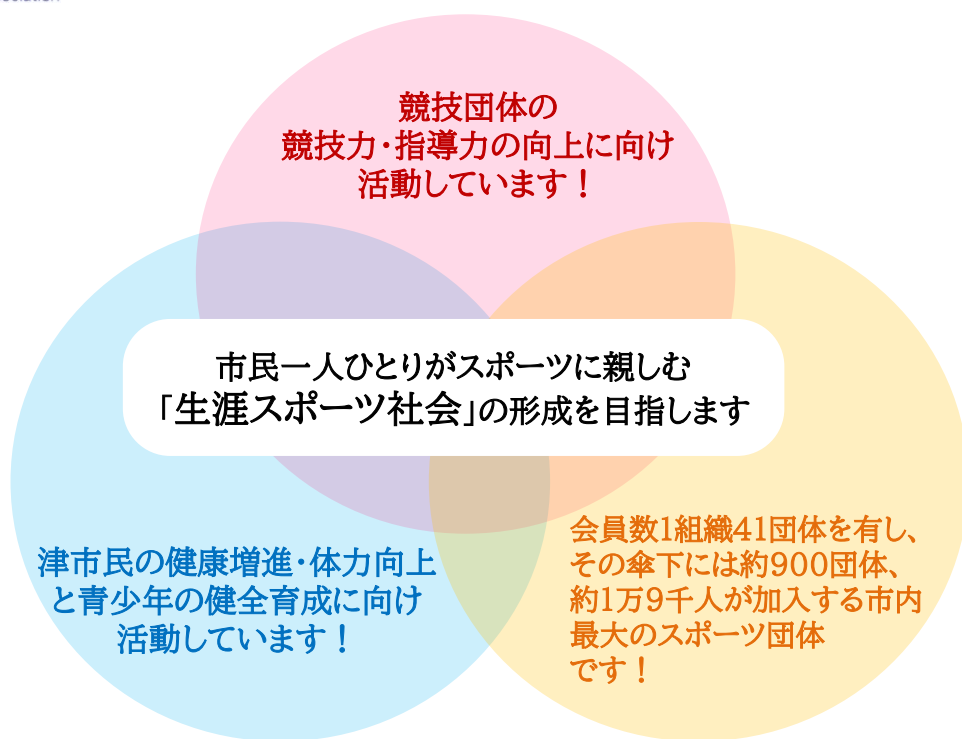 競技団体の
競技力・指導力の向上に向け
活動しています！
市民一人ひとりがスポーツに親しむ
「生涯スポーツ社会」の形成を目指します
津市民の健康増進・体力向上
と青少年の健全育成に向け
活動しています！
会員数1組織41団体を有し、
その傘下には約900団体、
約1万9千人が加入する市内
最大のスポーツ団体
です！